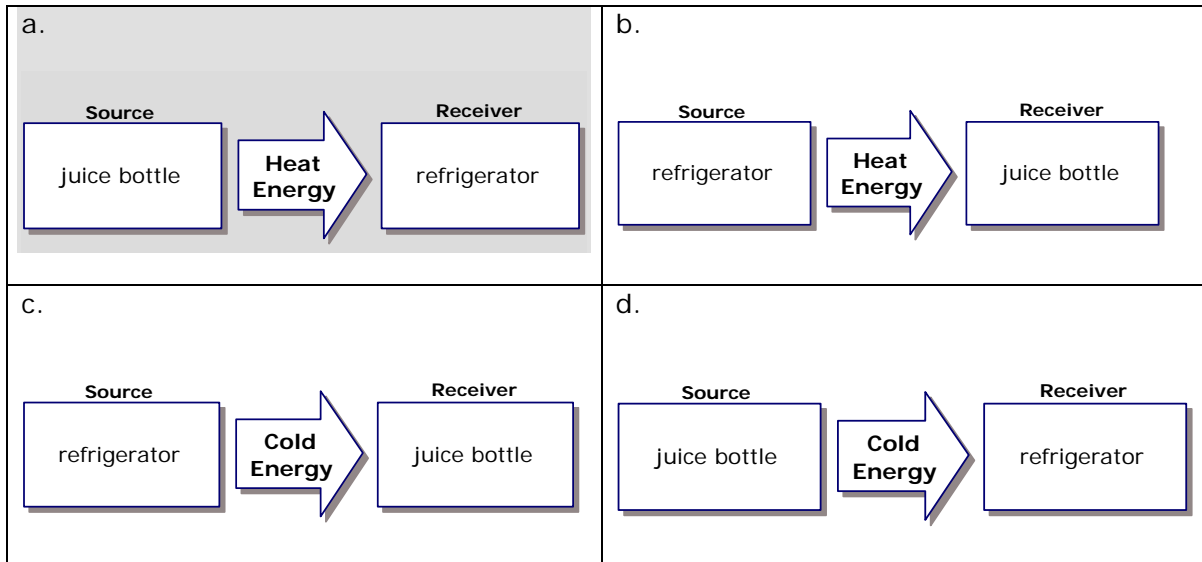 a.
Source
Receiver
juice bottle
Heat
Energy
refrigerator
b.
Source
Receiver
refrigerator
Heat
Energy
juice bottle
c.
Source
Receiver
refrigerator
Cold
Energy
juice bottle
d.
Source
Receiver
juice bottle
Cold
Energy
refrigerator